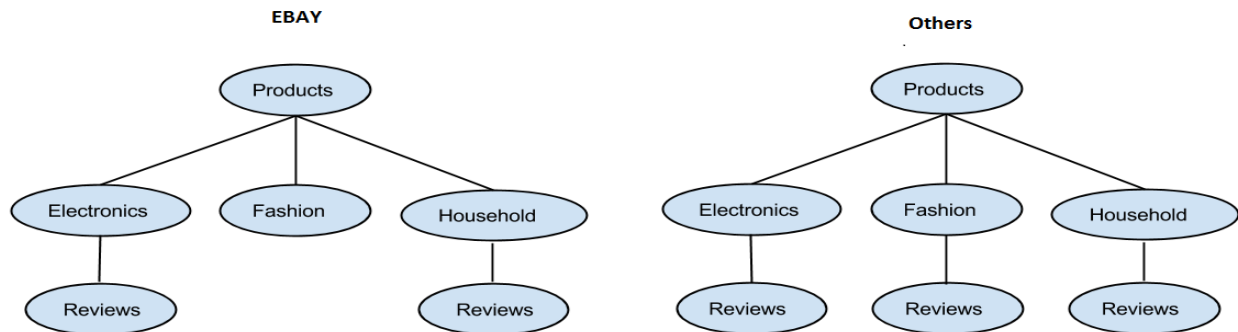 EBAY
Others
Products
Products
Electronics
Fashion
Household
Electronics
Fashion
Household
Reviews
Reviews
Reviews
Reviews
Reviews